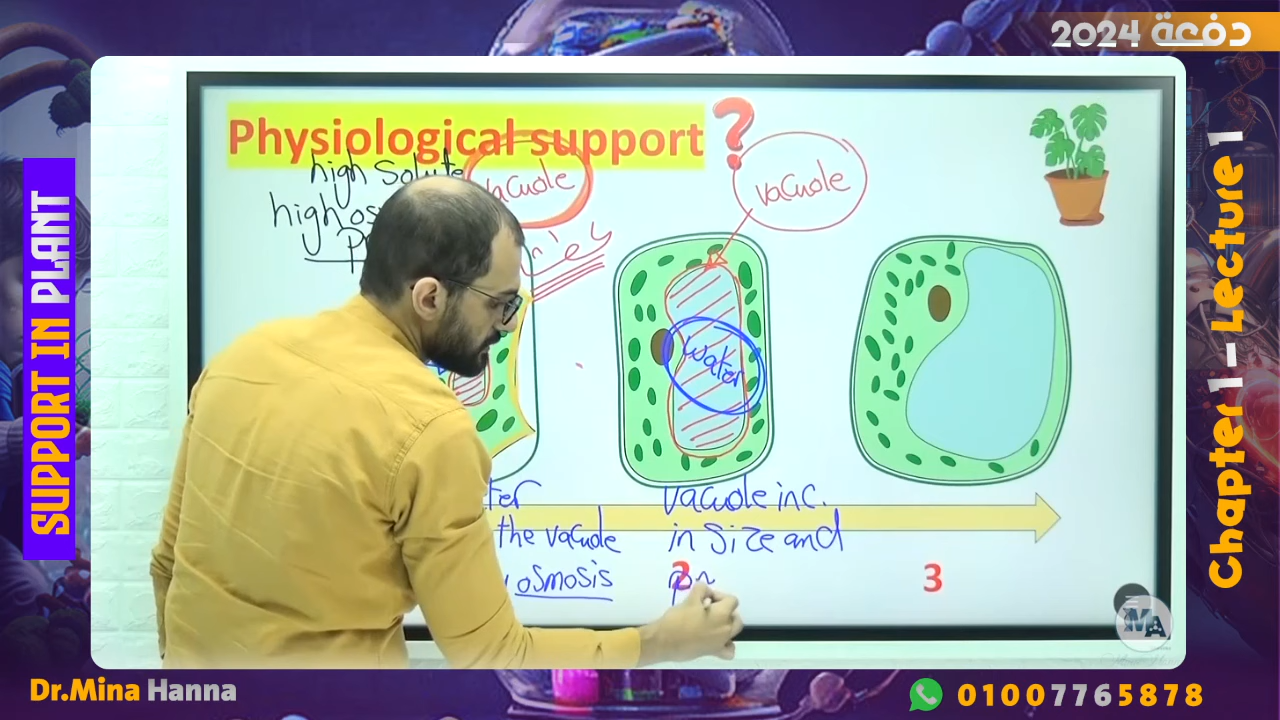 دفعة 2024
Physiological support ?
high Solute
vacuole
vacuole
high
water
vacuole inc.
the vacuole
in size and
osmosis
2
3
MA
SUPPORT IN PLANT
Chapter 1 - Lecture 1
Dr.Mina Hanna
01007765878